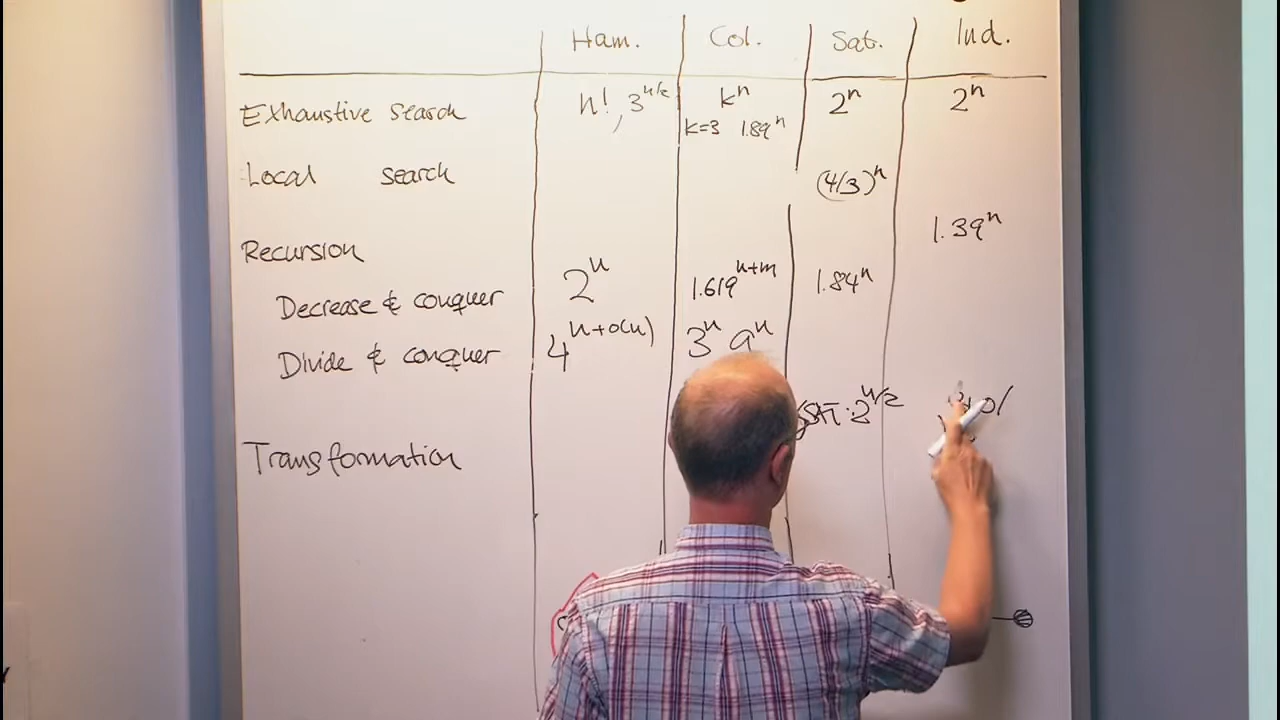 Ham. Col. Sat. Ind.
Exhaustive search n!, 3^n/2 k^n 2^n 2^n
k=3 1.89^n
Local search (4/3)^n
1.39^n
Recursion
Decrease & conquer 2^n 1.619^n+m 1.84^n
Divide & conquer 4^n+o(n) 3^n 9^n
2^n/2
Transformation